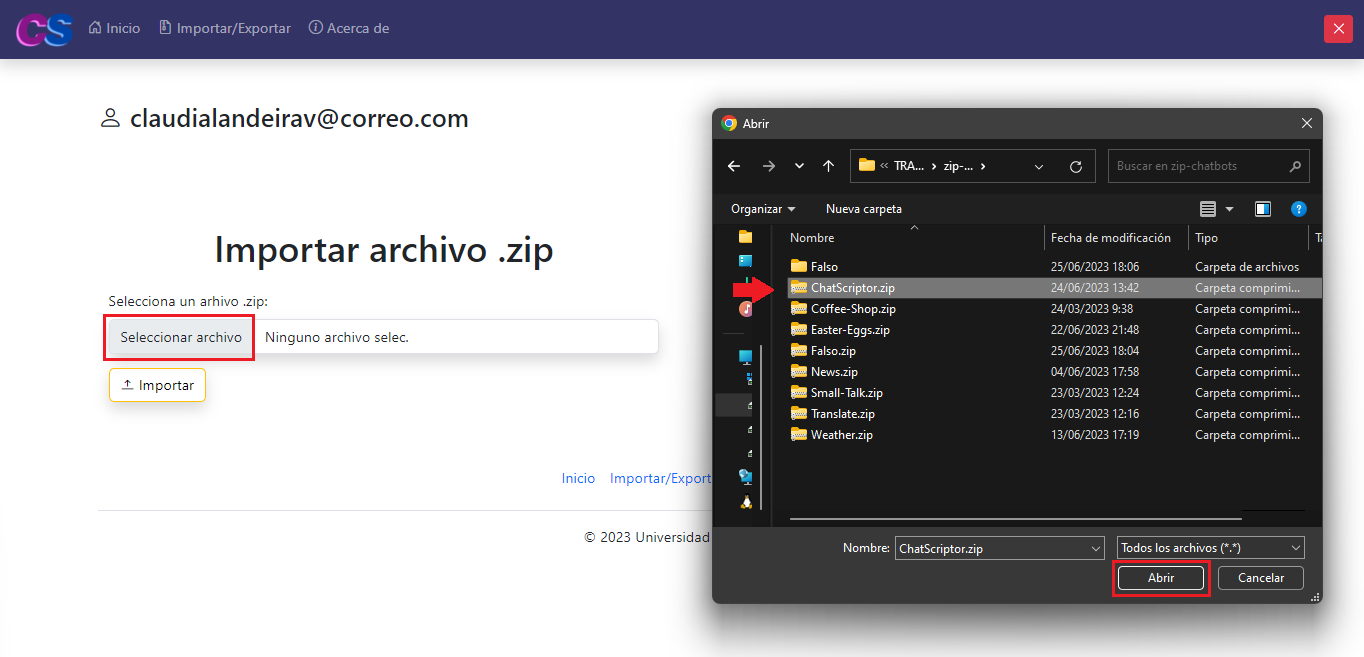 CS Inicio Importar/Exportar Acerca de
claudialandeirav@correo.com
Importar archivo .zip
Selecciona un arhivo .zip:
Seleccionar archivo Ninguno archivo selec.
Importar
Inicio Importar/Export
© 2023 Universidad
Abrir
« TRA... › zip-... › Buscar en zip-chatbots
Organizar Nueva carpeta ?
Nombre Fecha de modificación Tipo
Falso 25/06/2023 18:06 Carpeta de archivos
ChatScriptor.zip 24/06/2023 13:42 Carpeta comprimi...
Coffee-Shop.zip 24/03/2023 9:38 Carpeta comprimi...
Easter-Eggs.zip 22/06/2023 21:48 Carpeta comprimi...
Falso.zip 25/06/2023 18:04 Carpeta comprimi...
News.zip 04/06/2023 17:58 Carpeta comprimi...
Small-Talk.zip 23/03/2023 12:24 Carpeta comprimi...
Translate.zip 23/03/2023 12:16 Carpeta comprimi...
Weather.zip 13/06/2023 17:19 Carpeta comprimi...
Nombre: ChatScriptor.zip Todos los archivos (*.*)
Abrir Cancelar